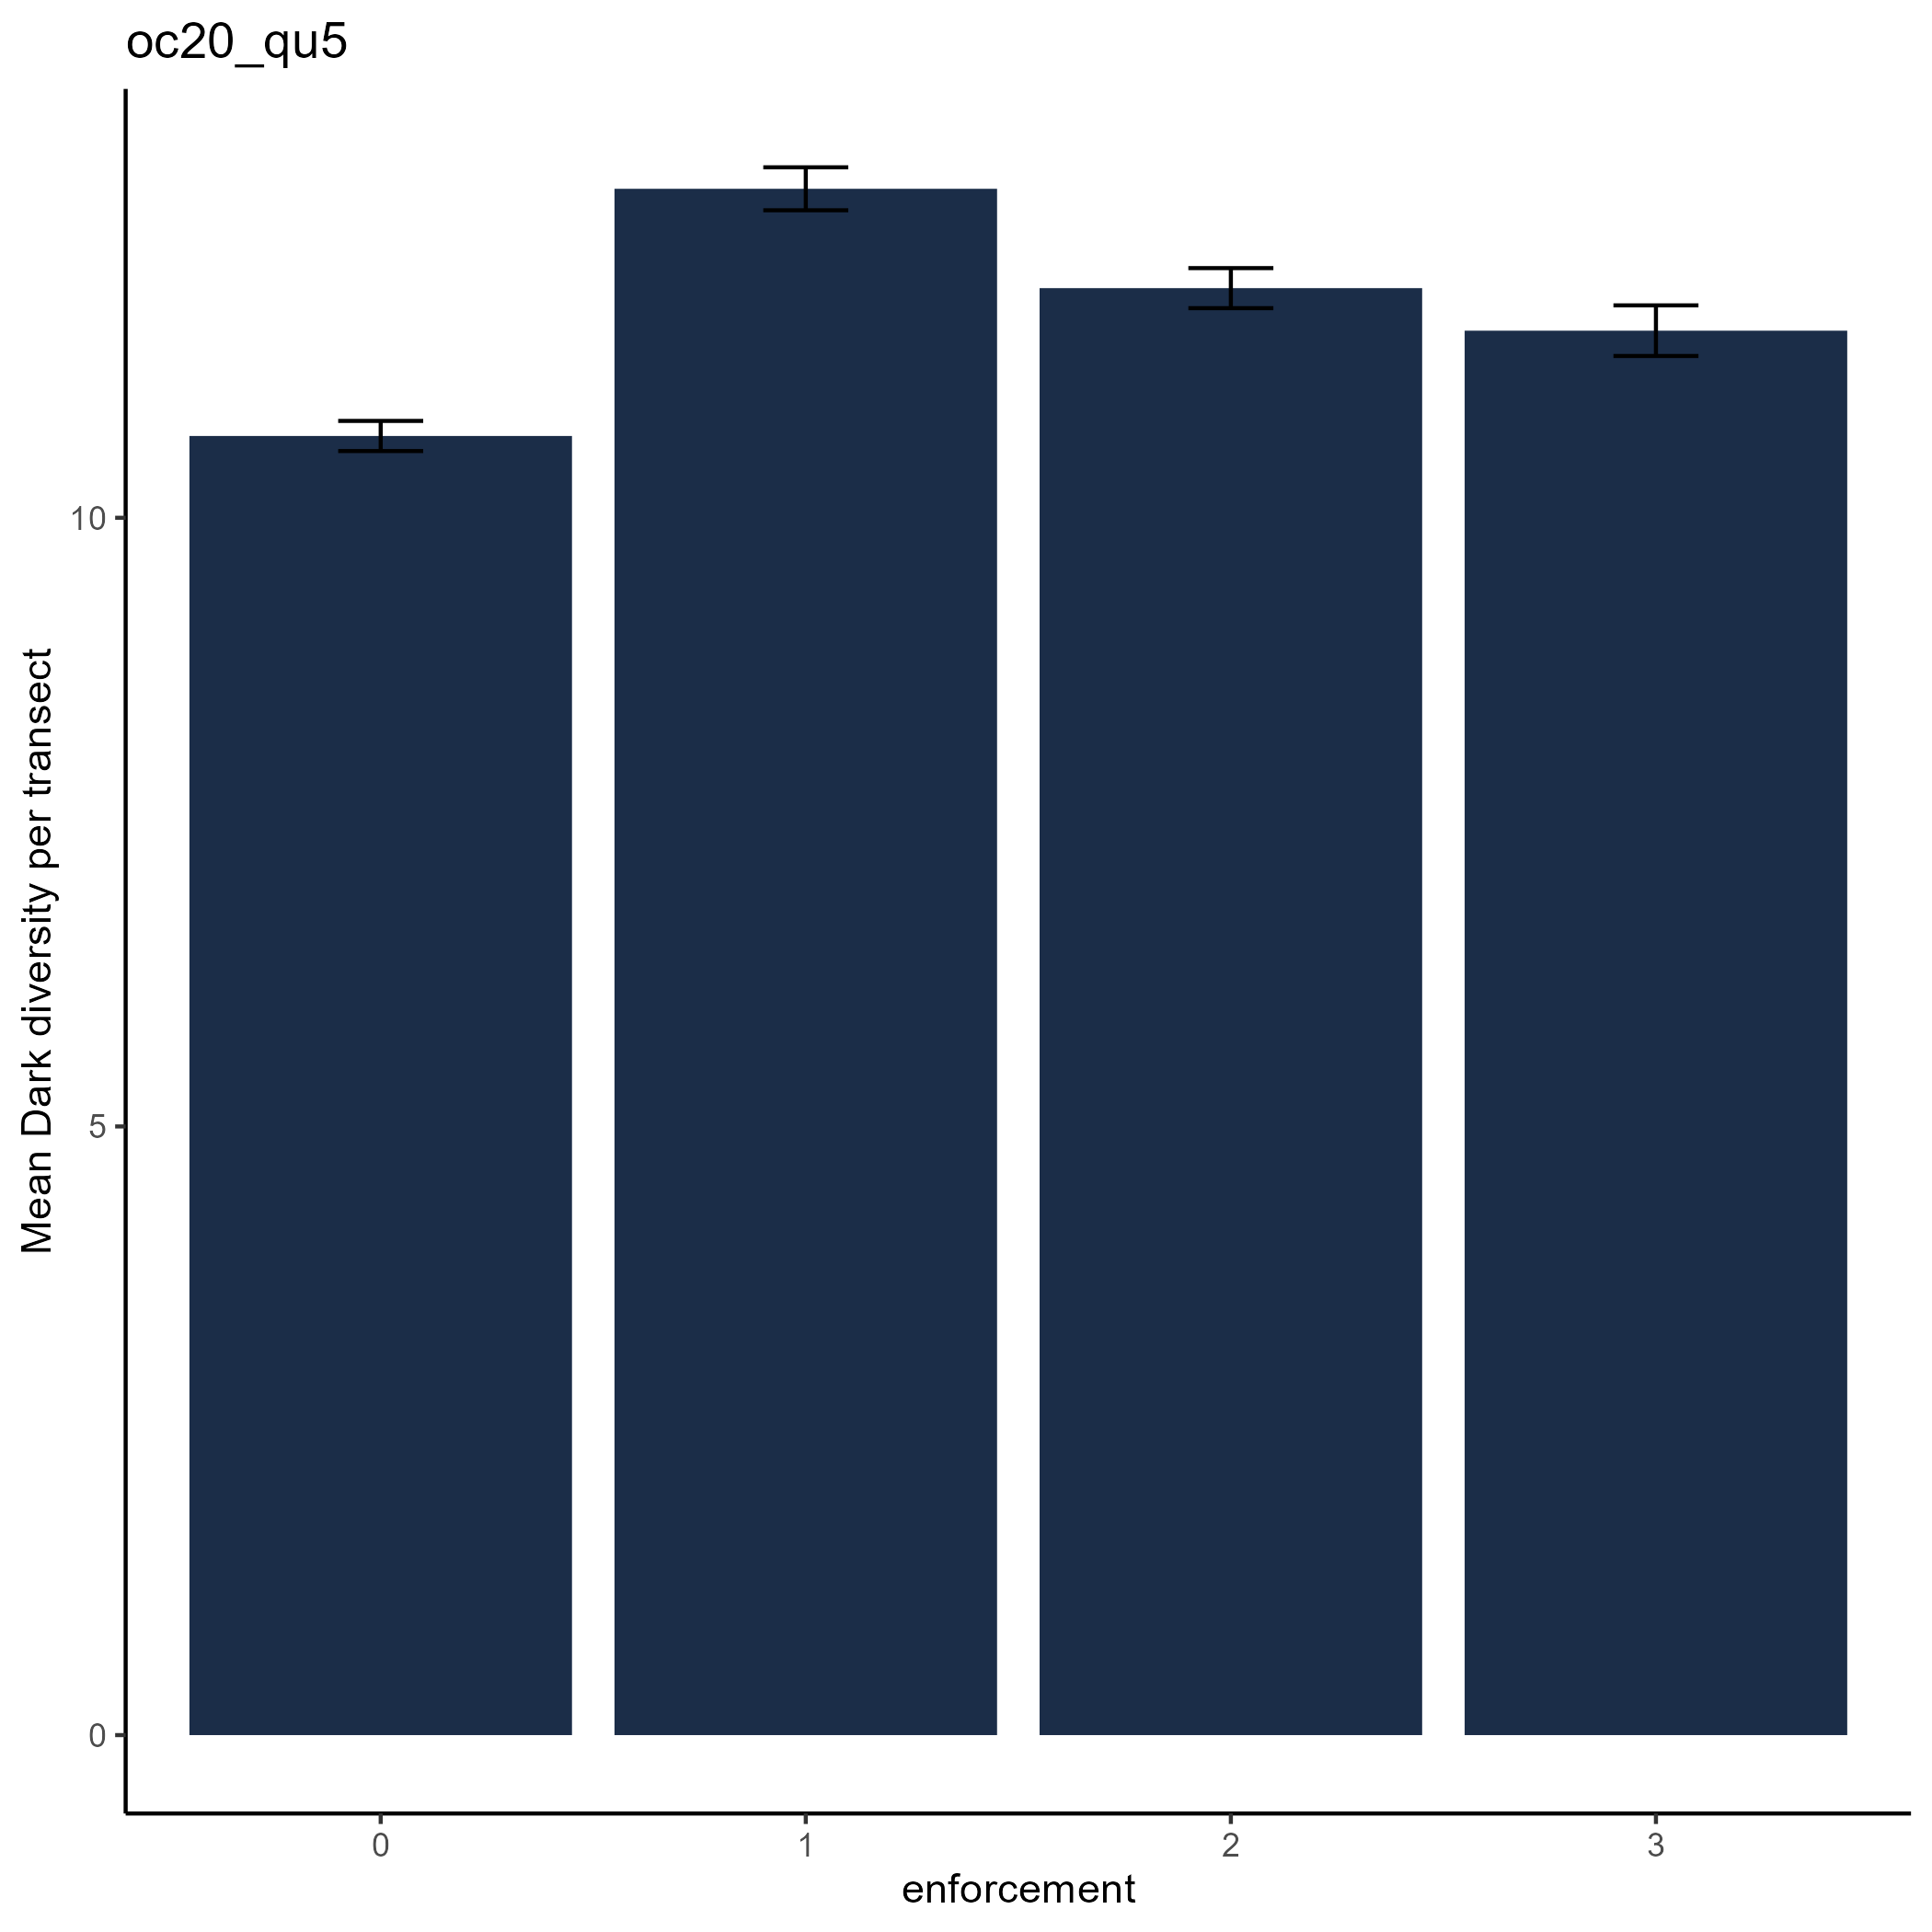 oc20_qu5
Mean Dark diversity per transect
10
5
0
0 1 2 3
enforcement